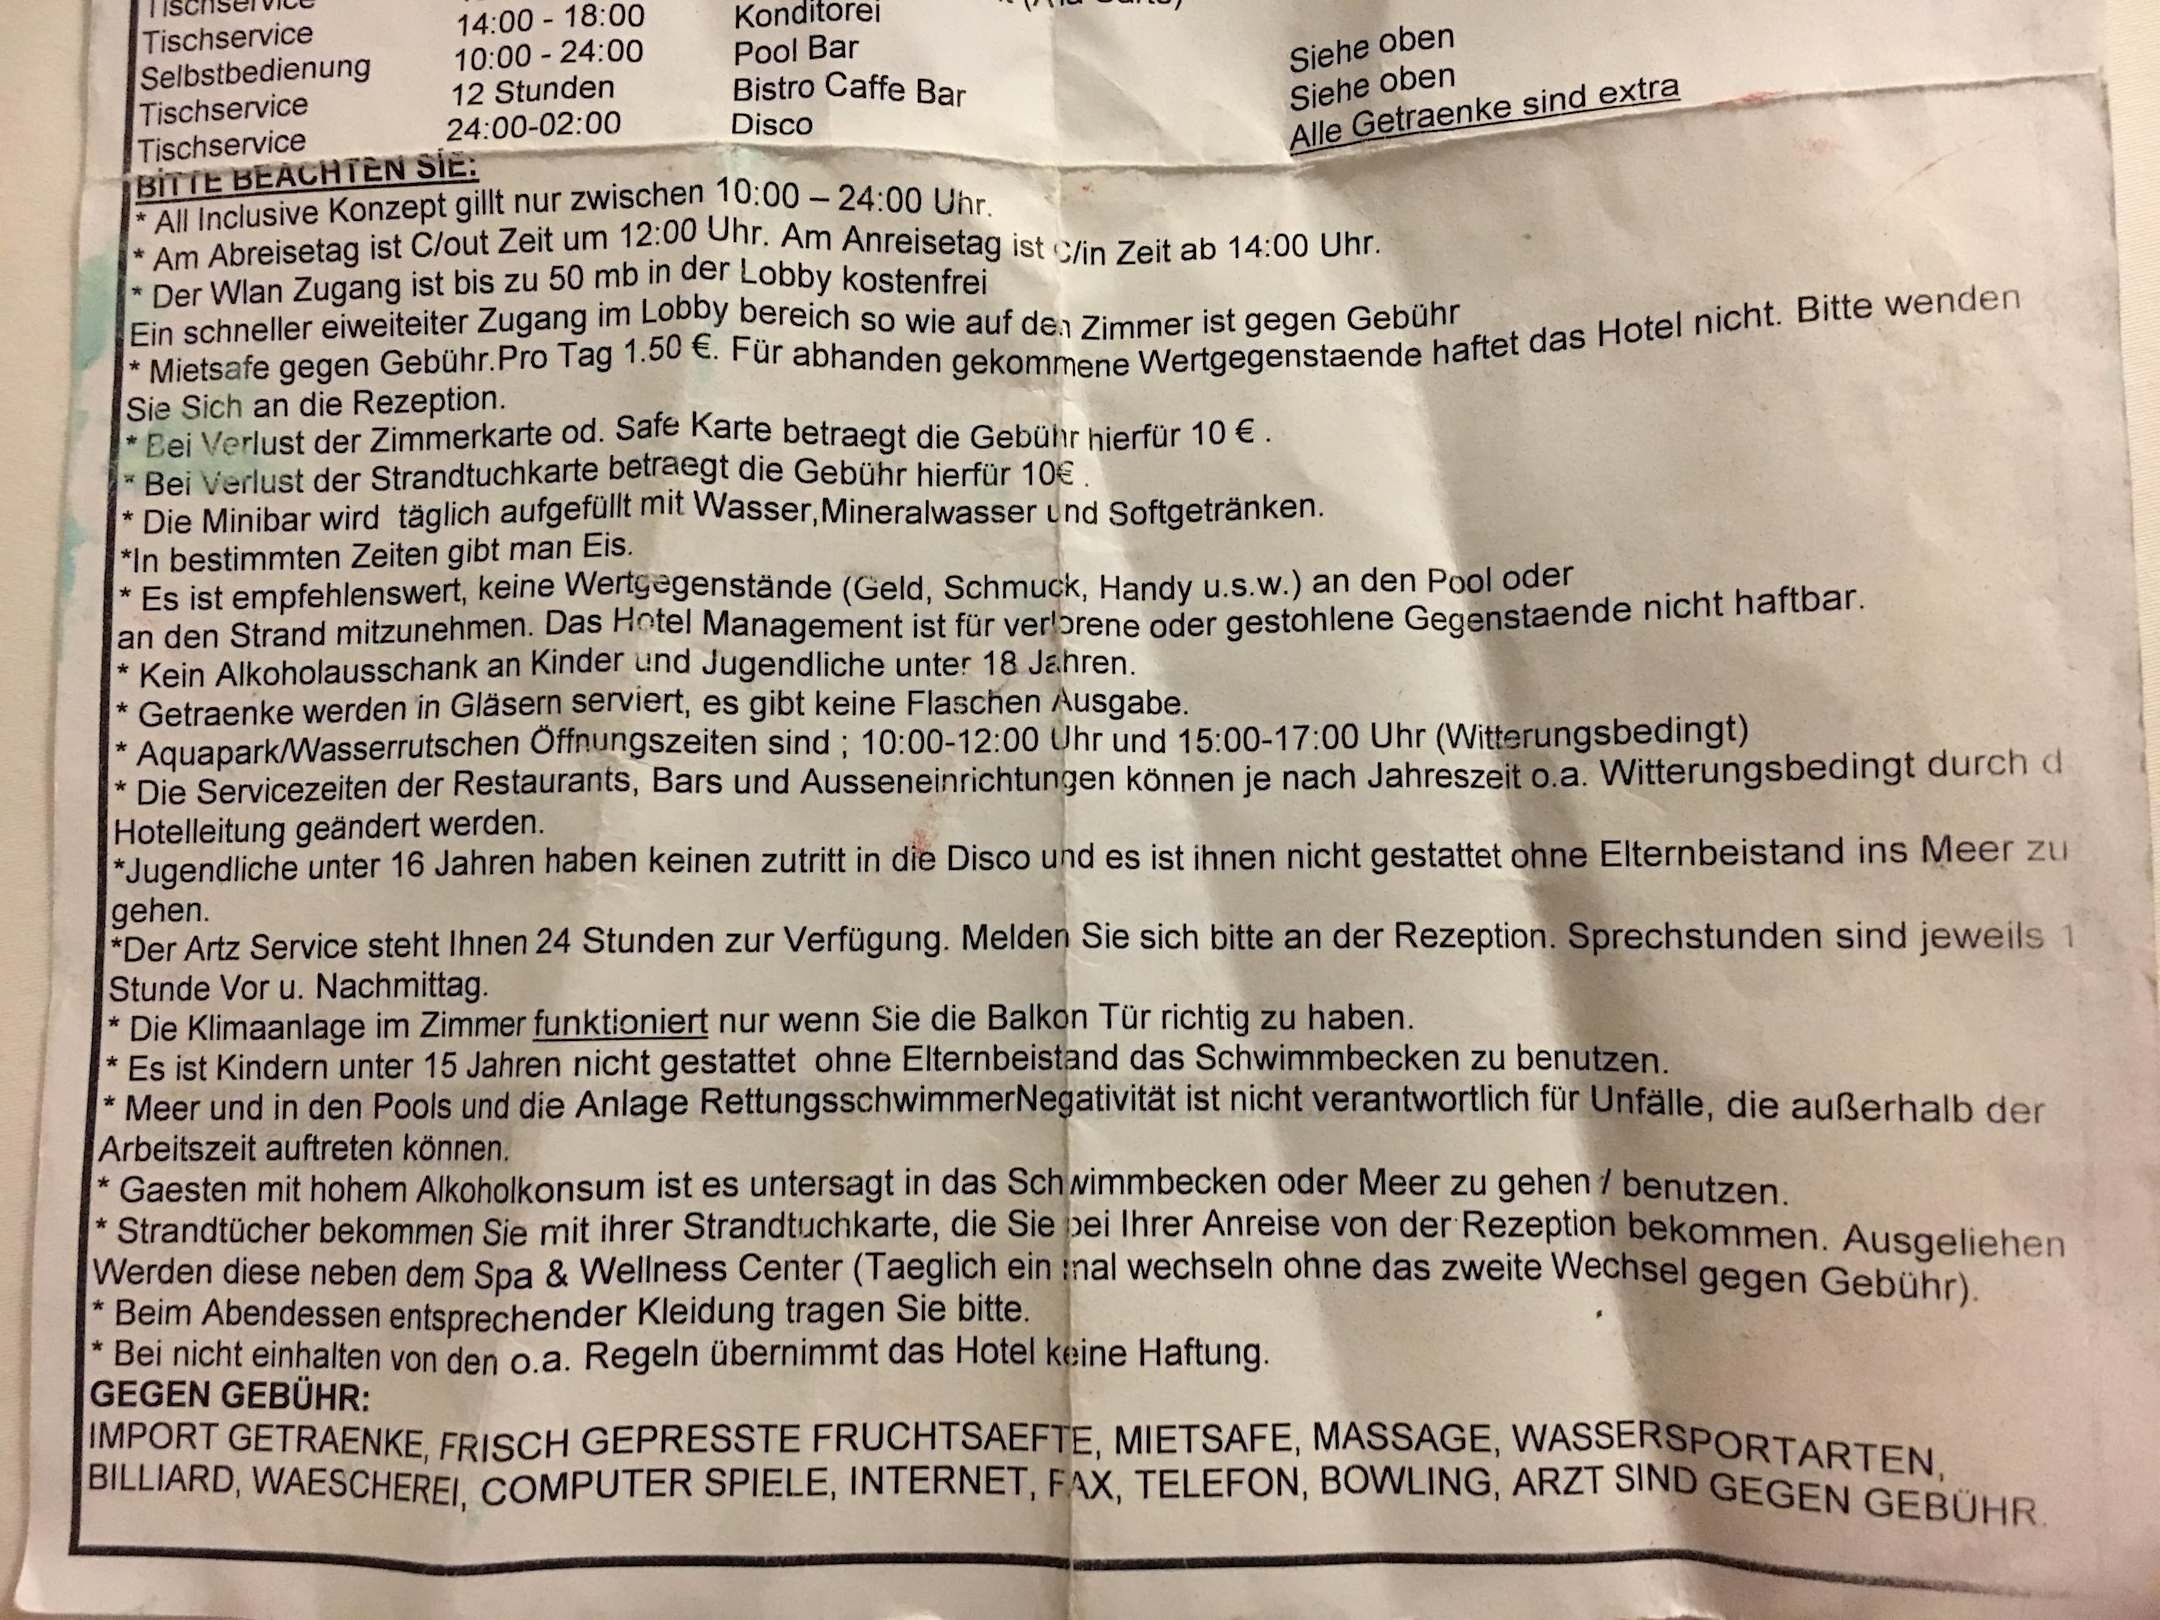 Tischservice
Tischservice 14:00 - 18:00 Konditorei
Selbstbedienung 10:00 - 24:00 Pool Bar Siehe oben
Tischservice 12 Stunden Bistro Caffe Bar Siehe oben
Tischservice 24:00-02:00 Disco Alle Getraenke sind extra
BİTTE BEACHTEN SİE:
* All Inclusive Konzept gillt nur zwischen 10:00 – 24:00 Uhr.
* Am Abreisetag ist C/out Zeit um 12:00 Uhr. Am Anreisetag ist C/in Zeit ab 14:00 Uhr.
* Der Wlan Zugang ist bis zu 50 mb in der Lobby kostenfrei
Ein schneller eiweiteiter Zugang im Lobby bereich so wie auf den Zimmer ist gegen Gebühr
* Mietsafe gegen Gebühr.Pro Tag 1.50 €. Für abhanden gekommene Wertgegenstaende haftet das Hotel nicht. Bitte wenden
Sie Sich an die Rezeption.
* Bei Verlust der Zimmerkarte od. Safe Karte betraegt die Gebühr hierfür 10 € .
* Bei Verlust der Strandtuchkarte betraegt die Gebühr hierfür 10€ .
* Die Minibar wird täglich aufgefüllt mit Wasser,Mineralwasser und Softgetränken.
*In bestimmten Zeiten gibt man Eis.
* Es ist empfehlenswert, keine Wertgegenstände (Geld, Schmuck, Handy u.s.w.) an den Pool oder
an den Strand mitzunehmen. Das Hotel Management ist für verlorene oder gestohlene Gegenstaende nicht haftbar.
* Kein Alkoholausschank an Kinder und Jugendliche unter 18 Jahren.
* Getraenke werden in Gläsern serviert, es gibt keine Flaschen Ausgabe.
* Aquapark/Wasserrutschen Öffnungszeiten sind ; 10:00-12:00 Uhr und 15:00-17:00 Uhr (Witterungsbedingt)
* Die Servicezeiten der Restaurants, Bars und Ausseneinrichtungen können je nach Jahreszeit o.a. Witterungsbedingt durch d
Hotelleitung geändert werden.
*Jugendliche unter 16 Jahren haben keinen zutritt in die Disco und es ist ihnen nicht gestattet ohne Elternbeistand ins Meer zu
gehen.
*Der Artz Service steht Ihnen 24 Stunden zur Verfügung. Melden Sie sich bitte an der Rezeption. Sprechstunden sind jeweils 1
Stunde Vor u. Nachmittag.
* Die Klimaanlage im Zimmer funktioniert nur wenn Sie die Balkon Tür richtig zu haben.
* Es ist Kindern unter 15 Jahren nicht gestattet ohne Elternbeistand das Schwimmbecken zu benutzen.
* Meer und in den Pools und die Anlage RettungsschwimmerNegativität ist nicht verantwortlich für Unfälle, die außerhalb der
Arbeitszeit auftreten können.
* Gaesten mit hohem Alkoholkonsum ist es untersagt in das Schwimmbecken oder Meer zu gehen / benutzen.
* Strandtücher bekommen Sie mit ihrer Strandtuchkarte, die Sie bei Ihrer Anreise von der Rezeption bekommen. Ausgeliehen
Werden diese neben dem Spa & Wellness Center (Taeglich ein mal wechseln ohne das zweite Wechsel gegen Gebühr).
* Beim Abendessen entsprechender Kleidung tragen Sie bitte.
* Bei nicht einhalten von den o.a. Regeln übernimmt das Hotel keine Haftung.
GEGEN GEBÜHR:
IMPORT GETRAENKE, FRISCH GEPRESSTE FRUCHTSAEFTE, MIETSAFE, MASSAGE, WASSERSPORTARTEN,
BILLIARD, WAESCHEREI, COMPUTER SPIELE, INTERNET, FAX, TELEFON, BOWLING, ARZT SIND GEGEN GEBÜHR.